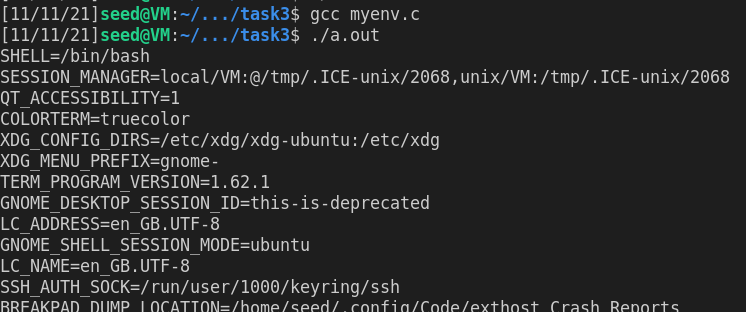 [11/11/21]seed@VM:~/.../task3$ gcc myenv.c
[11/11/21]seed@VM:~/.../task3$ ./a.out
SHELL=/bin/bash
SESSION_MANAGER=local/VM:@/tmp/.ICE-unix/2068,unix/VM:/tmp/.ICE-unix/2068
QT_ACCESSIBILITY=1
COLORTERM=truecolor
XDG_CONFIG_DIRS=/etc/xdg/xdg-ubuntu:/etc/xdg
XDG_MENU_PREFIX=gnome-
TERM_PROGRAM_VERSION=1.62.1
GNOME_DESKTOP_SESSION_ID=this-is-deprecated
LC_ADDRESS=en_GB.UTF-8
GNOME_SHELL_SESSION_MODE=ubuntu
LC_NAME=en_GB.UTF-8
SSH_AUTH_SOCK=/run/user/1000/keyring/ssh
BREAKPAD_DUMP_LOCATION=/home/seed/.config/Code/exthost Crash Reports